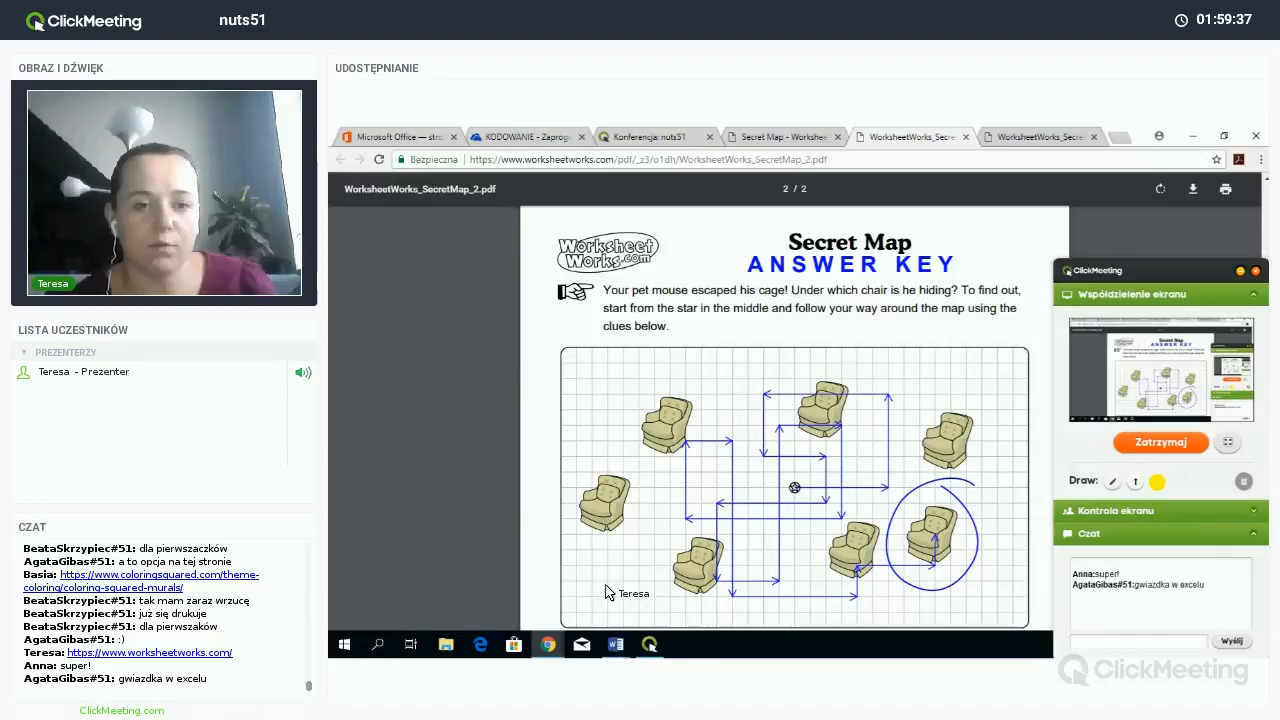 ClickMeeting
nuts51
01:59:37
OBRAZ I DŹWIĘK
Teresa
LISTA UCZESTNIKÓW
PREZENTERZY
Teresa - Prezenter
CZAT
BeataSkrzypiec#51: dla pierwszaczków
AgataGibas#51: a to opcja na tej stronie
Basia: https://www.coloringsquared.com/theme-
coloring/coloring-squared-murals/
BeataSkrzypiec#51: tak mam zaraz wrzucę
BeataSkrzypiec#51: już się drukuje
BeataSkrzypiec#51: dla pierwszaków
AgataGibas#51: :)
Teresa: https://www.worksheetworks.com/
Anna: super!
AgataGibas#51: gwiazdka w excelu
ClickMeeting.com
UDOSTĘPNIANIE
Microsoft Office — stro
KODOWANIE - Zaprog
Konferencja: nuts51
Secret Map - Workshee
WorksheetWorks_Secre
WorksheetWorks_Secre
Bezpieczna https://www.worksheetworks.com/pdf/_z3/o1dh/WorksheetWorks_SecretMap_2.pdf
WorksheetWorks_SecretMap_2.pdf
2 / 2
Worksheet
Works.com
Secret Map
ANSWER KEY
Your pet mouse escaped his cage! Under which chair is he hiding? To find out,
start from the star in the middle and follow your way around the map using the
clues below.
Teresa
ClickMeeting
Współdzielenie ekranu
Secret Map
ANSWER KEY
Zatrzymaj
Draw:
Kontrola ekranu
Czat
Anna:super!
AgataGibas#51:gwiazdka w excelu
Wyślij
ClickMeeting